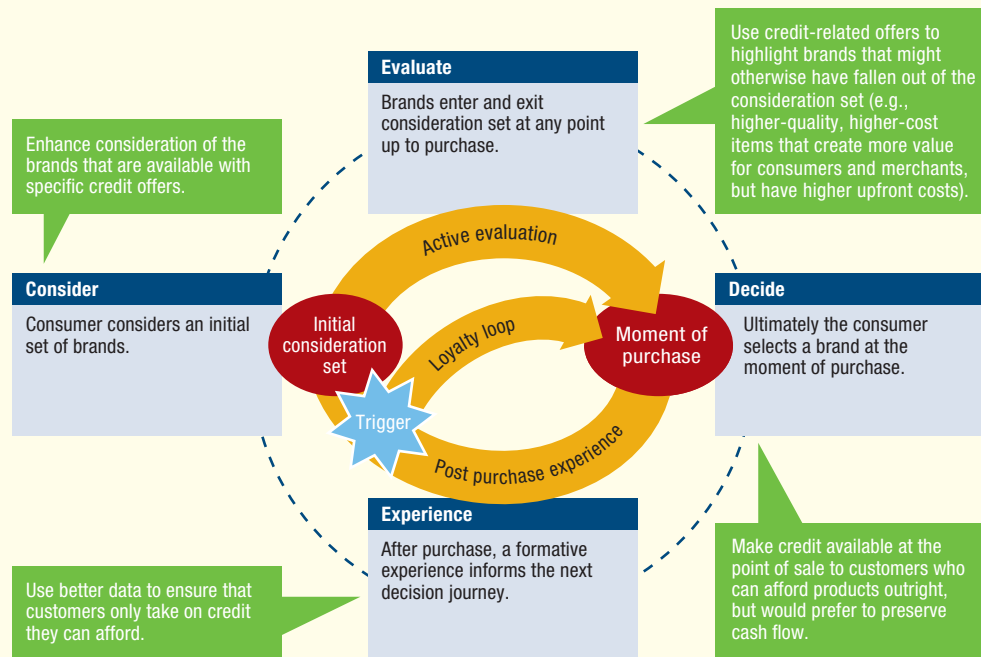 Evaluate
Brands enter and exit
consideration set at any point
up to purchase.
Use credit-related offers to
highlight brands that might
otherwise have fallen out of the
consideration set (e.g.,
higher-quality, higher-cost
items that create more value
for consumers and merchants,
but have higher upfront costs).
Enhance consideration of the
brands that are available with
specific credit offers.
Consider
Consumer considers an initial
set of brands.
Active evaluation
Initial
consideration
set
Loyalty loop
Moment of
purchase
Trigger
Post purchase experience
Decide
Ultimately the consumer
selects a brand at the
moment of purchase.
Experience
After purchase, a formative
experience informs the next
decision journey.
Use better data to ensure that
customers only take on credit
they can afford.
Make credit available at the
point of sale to customers who
can afford products outright,
but would prefer to preserve
cash flow.